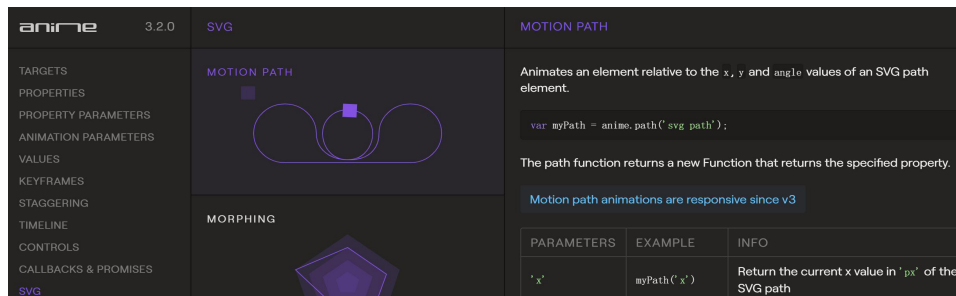 anime 3.2.0
TARGETS
PROPERTIES
PROPERTY PARAMETERS
ANIMATION PARAMETERS
VALUES
KEYFRAMES
STAGGERING
TIMELINE
CONTROLS
CALLBACKS & PROMISES
SVG
SVG
MOTION PATH
MORPHING
MOTION PATH
Animates an element relative to the x, y and angle values of an SVG path
element.
var myPath = anime.path('svg path');
The path function returns a new Function that returns the specified property.
Motion path animations are responsive since v3
PARAMETERS EXAMPLE INFO
'x' myPath('x') Return the current x value in 'px' of the
SVG path